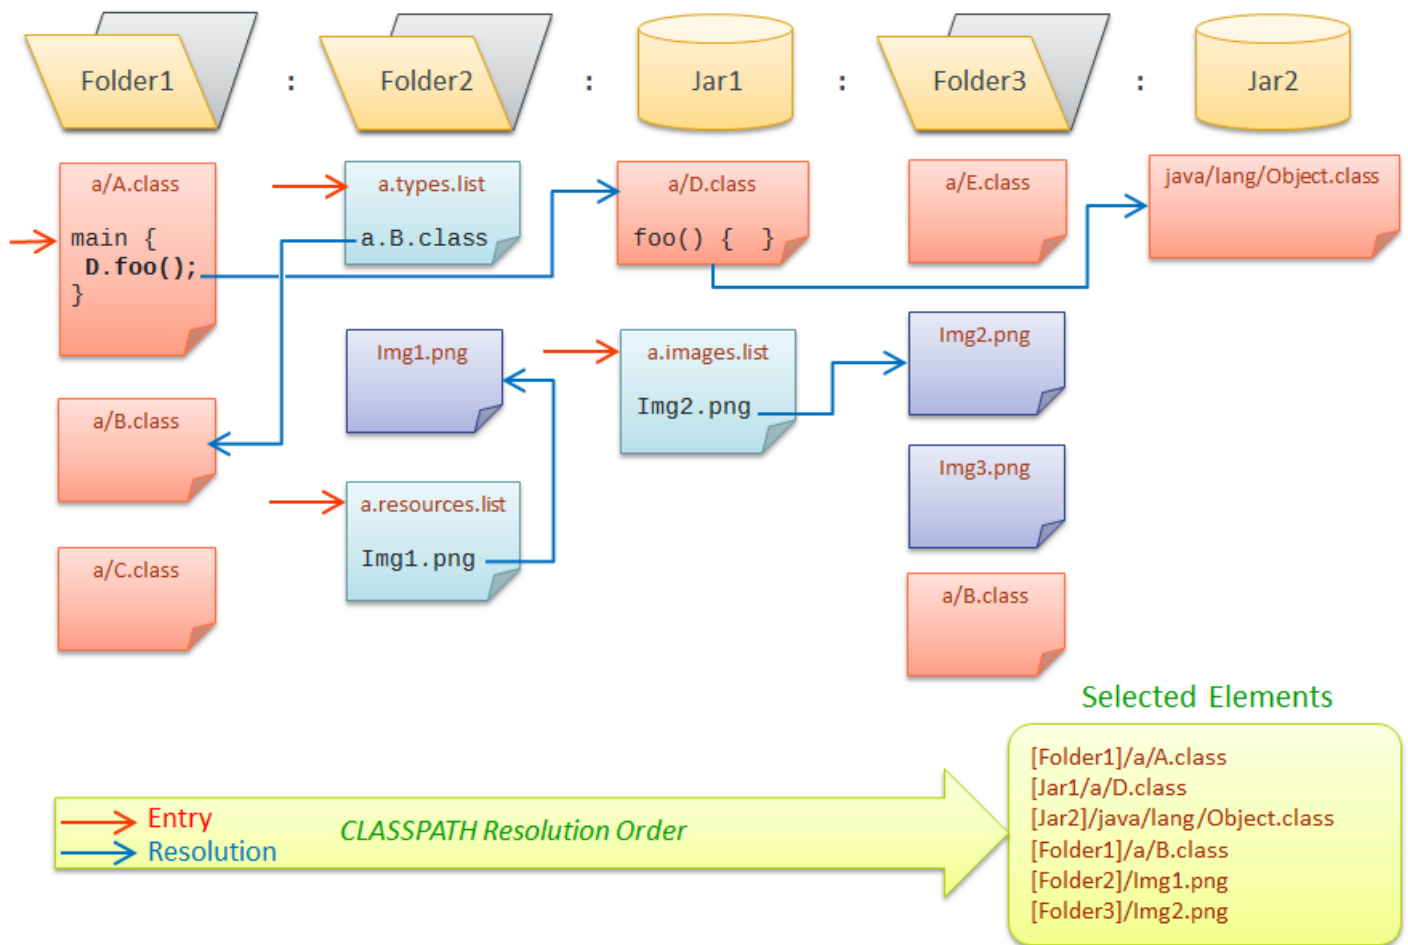 Folder1 : Folder2 : Jar1 : Folder3 : Jar2
a/A.class
main {
D.foo();
}
a/B.class
a/C.class
a.types.list
a.B.class
Img1.png
a.resources.list
Img1.png
a/D.class
foo() { }
a.images.list
Img2.png
a/E.class
Img2.png
Img3.png
a/B.class
java/lang/Object.class
Entry
Resolution
CLASSPATH Resolution Order
Selected Elements
[Folder1]/a/A.class
[Jar1/a/D.class
[Jar2]/java/lang/Object.class
[Folder1]/a/B.class
[Folder2]/Img1.png
[Folder3]/Img2.png